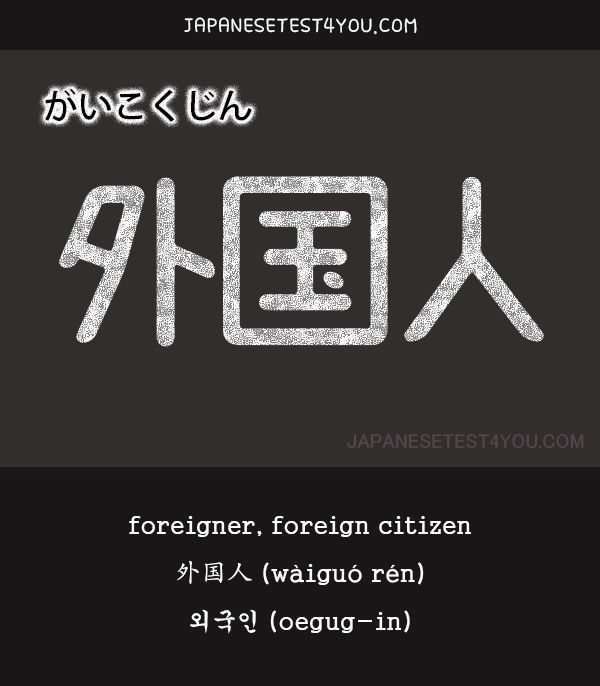 JAPANESETEST4YOU.COM
がいこくじん
外国人
JAPANESETEST4YOU.COM
foreigner, foreign citizen
外国人 (wàiguó rén)
외국인 (oegug-in)